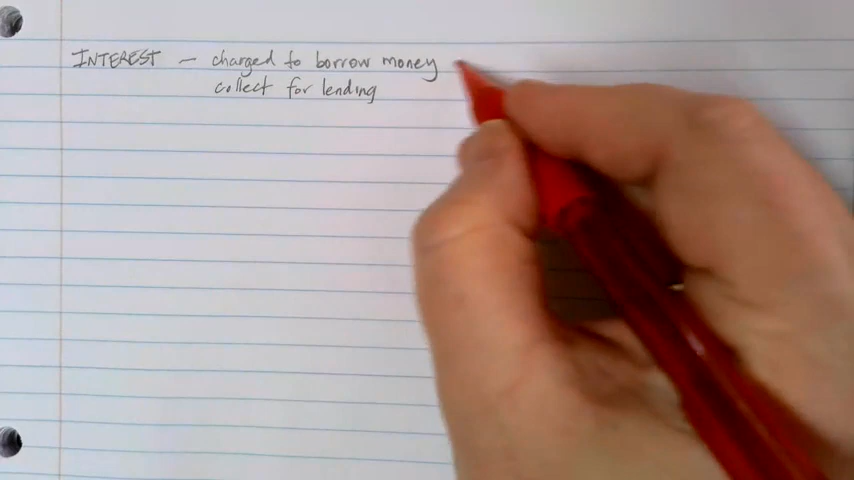 INTEREST — charged to borrow money
collect for lending